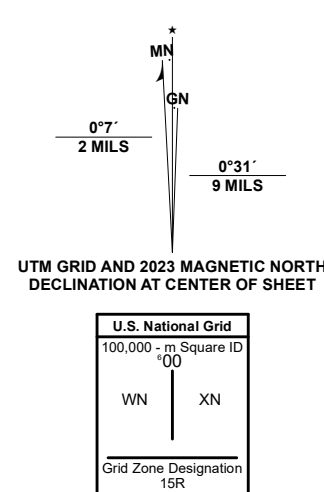 ★
MN
GN
0°7´
2 MILS
0°31´
9 MILS
UTM GRID AND 2023 MAGNETIC NORTH
DECLINATION AT CENTER OF SHEET
U.S. National Grid
100,000 - m Square ID
⁶00
WN XN
Grid Zone Designation
15R